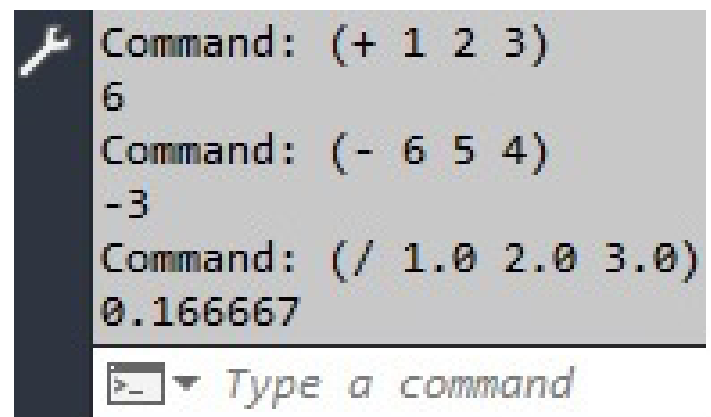 Command: (+ 1 2 3)
6
Command: (- 6 5 4)
-3
Command: (/ 1.0 2.0 3.0)
0.166667
Type a command